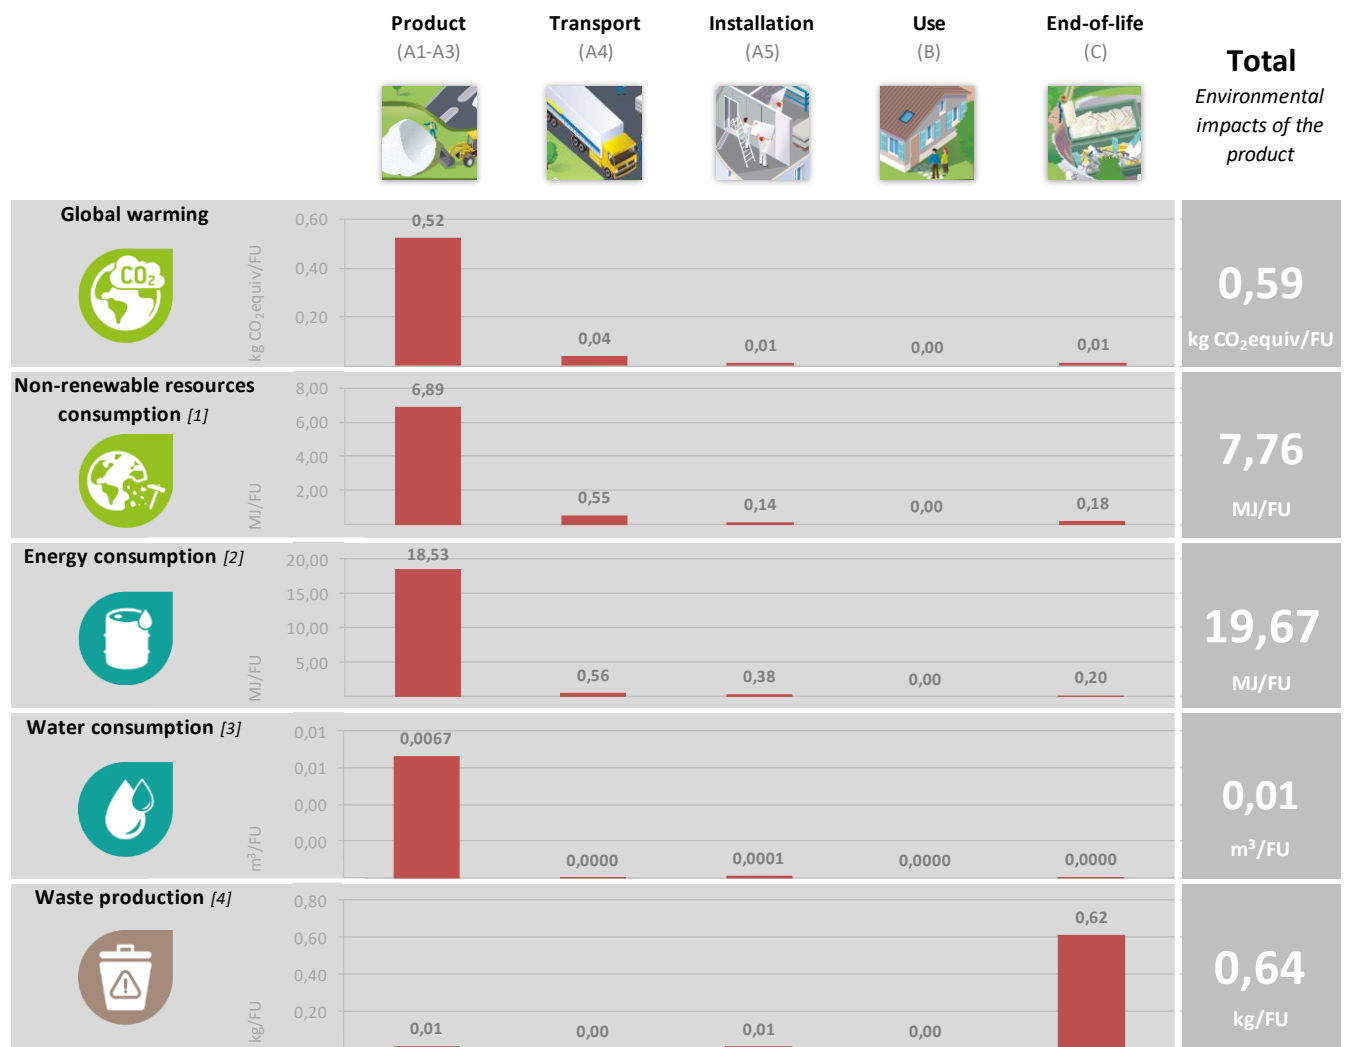 Product
(A1-A3)
Transport
(A4)
Installation
(A5)
Use
(B)
End-of-life
(C)
Total
Environmental
impacts of the
product
Global warming
CO2
kg CO2equiv/FU
0,60
0,40
0,20
0,52
0,04
0,01
0,00
0,01
0,59
kg CO2equiv/FU
Non-renewable resources
consumption [1]
MJ/FU
8,00
6,00
4,00
2,00
6,89
0,55
0,14
0,00
0,18
7,76
MJ/FU
Energy consumption [2]
MJ/FU
20,00
15,00
10,00
5,00
18,53
0,56
0,38
0,00
0,20
19,67
MJ/FU
Water consumption [3]
m³/FU
0,01
0,01
0,00
0,00
0,0067
0,0000
0,0001
0,0000
0,0000
0,01
m³/FU
Waste production [4]
kg/FU
0,80
0,60
0,40
0,20
0,01
0,00
0,01
0,00
0,62
0,64
kg/FU